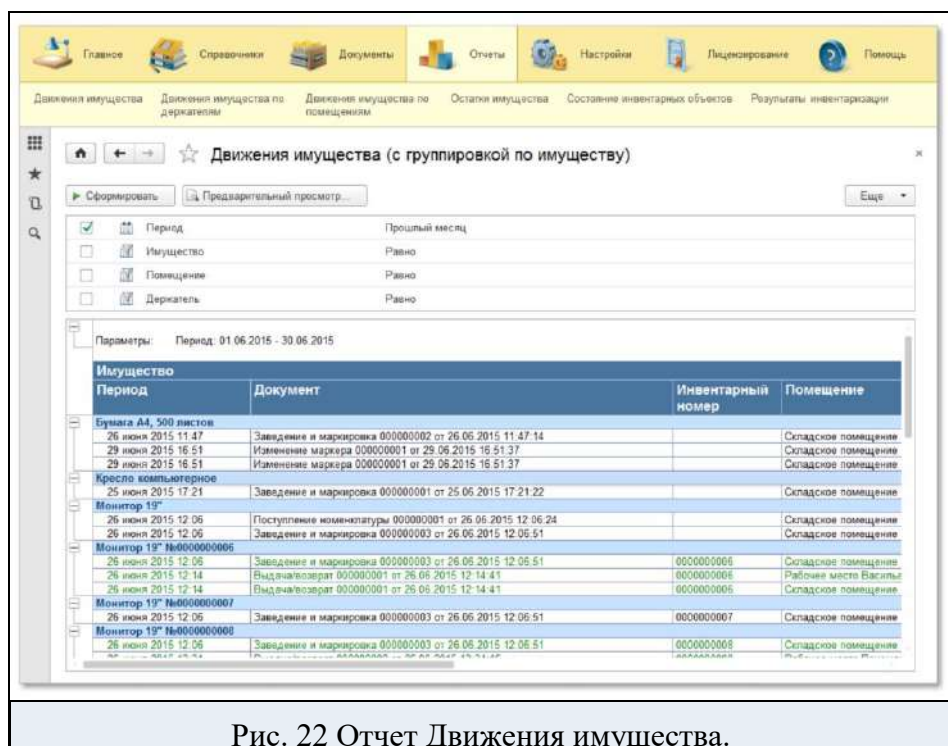 Главное Справочники Документы Отчеты Настройки Лицензирование Помощь
Движения имущества Движения имущества по держателям Движения имущества по помещениям Остатки имущества Состояние инвентарных объектов Результаты инвентаризации
Движения имущества (с группировкой по имуществу)
Сформировать Предварительный просмотр... Еще
Период Прошлый месяц
Имущество Равно
Помещение Равно
Держатель Равно
Параметры: Период: 01.06.2015 - 30.06.2015
Имущество
Период Документ Инвентарный номер Помещение
Бумага А4, 500 листов
26 июня 2015 11:47 Заведение и маркировка 000000002 от 26.06.2015 11:47:14 Складское помещение
29 июня 2015 16:51 Изменение маркера 000000001 от 29.06.2015 16:51:37 Складское помещение
29 июня 2015 16:51 Изменение маркера 000000001 от 29.06.2015 16:51:37 Складское помещение
Кресло компьютерное
25 июня 2015 17:21 Заведение и маркировка 000000001 от 25.06.2015 17:21:22 Складское помещение
Монитор 19"
26 июня 2015 12:06 Поступление номенклатуры 000000001 от 26.06.2015 12:06:24 Складское помещение
26 июня 2015 12:06 Заведение и маркировка 000000003 от 26.06.2015 12:06:51 Складское помещение
Монитор 19" №0000000006
26 июня 2015 12:06 Заведение и маркировка 000000003 от 26.06.2015 12:06:51 0000000006 Складское помещение
26 июня 2015 12:14 Выдача/возврат 000000001 от 26.06.2015 12:14:41 0000000006 Рабочее место Василье
26 июня 2015 12:14 Выдача/возврат 000000001 от 26.06.2015 12:14:41 0000000006 Складское помещение
Монитор 19" №0000000007
26 июня 2015 12:06 Заведение и маркировка 000000003 от 26.06.2015 12:06:51 0000000007 Складское помещение
Монитор 19" №0000000008
26 июня 2015 12:06 Заведение и маркировка 000000003 от 26.06.2015 12:06:51 0000000008 Складское помещение
Рис. 22 Отчет Движения имущества.